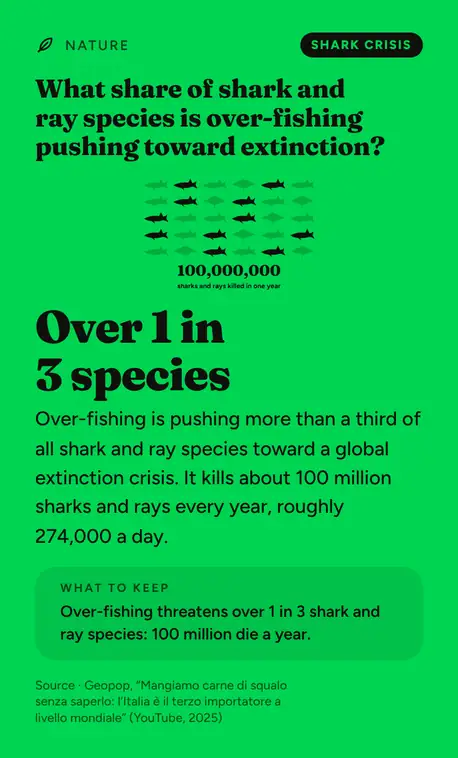 NATURE
SHARK CRISIS
What share of shark and
ray species is over-fishing
pushing toward extinction?
100,000,000
sharks and rays killed in one year
Over 1 in
3 species
Over-fishing is pushing more than a third of
all shark and ray species toward a global
extinction crisis. It kills about 100 million
sharks and rays every year, roughly
274,000 a day.
WHAT TO KEEP
Over-fishing threatens over 1 in 3 shark and
ray species: 100 million die a year.
Source · Geopop, “Mangiamo carne di squalo
senza saperlo: l’Italia è il terzo importatore a
livello mondiale” (YouTube, 2025)